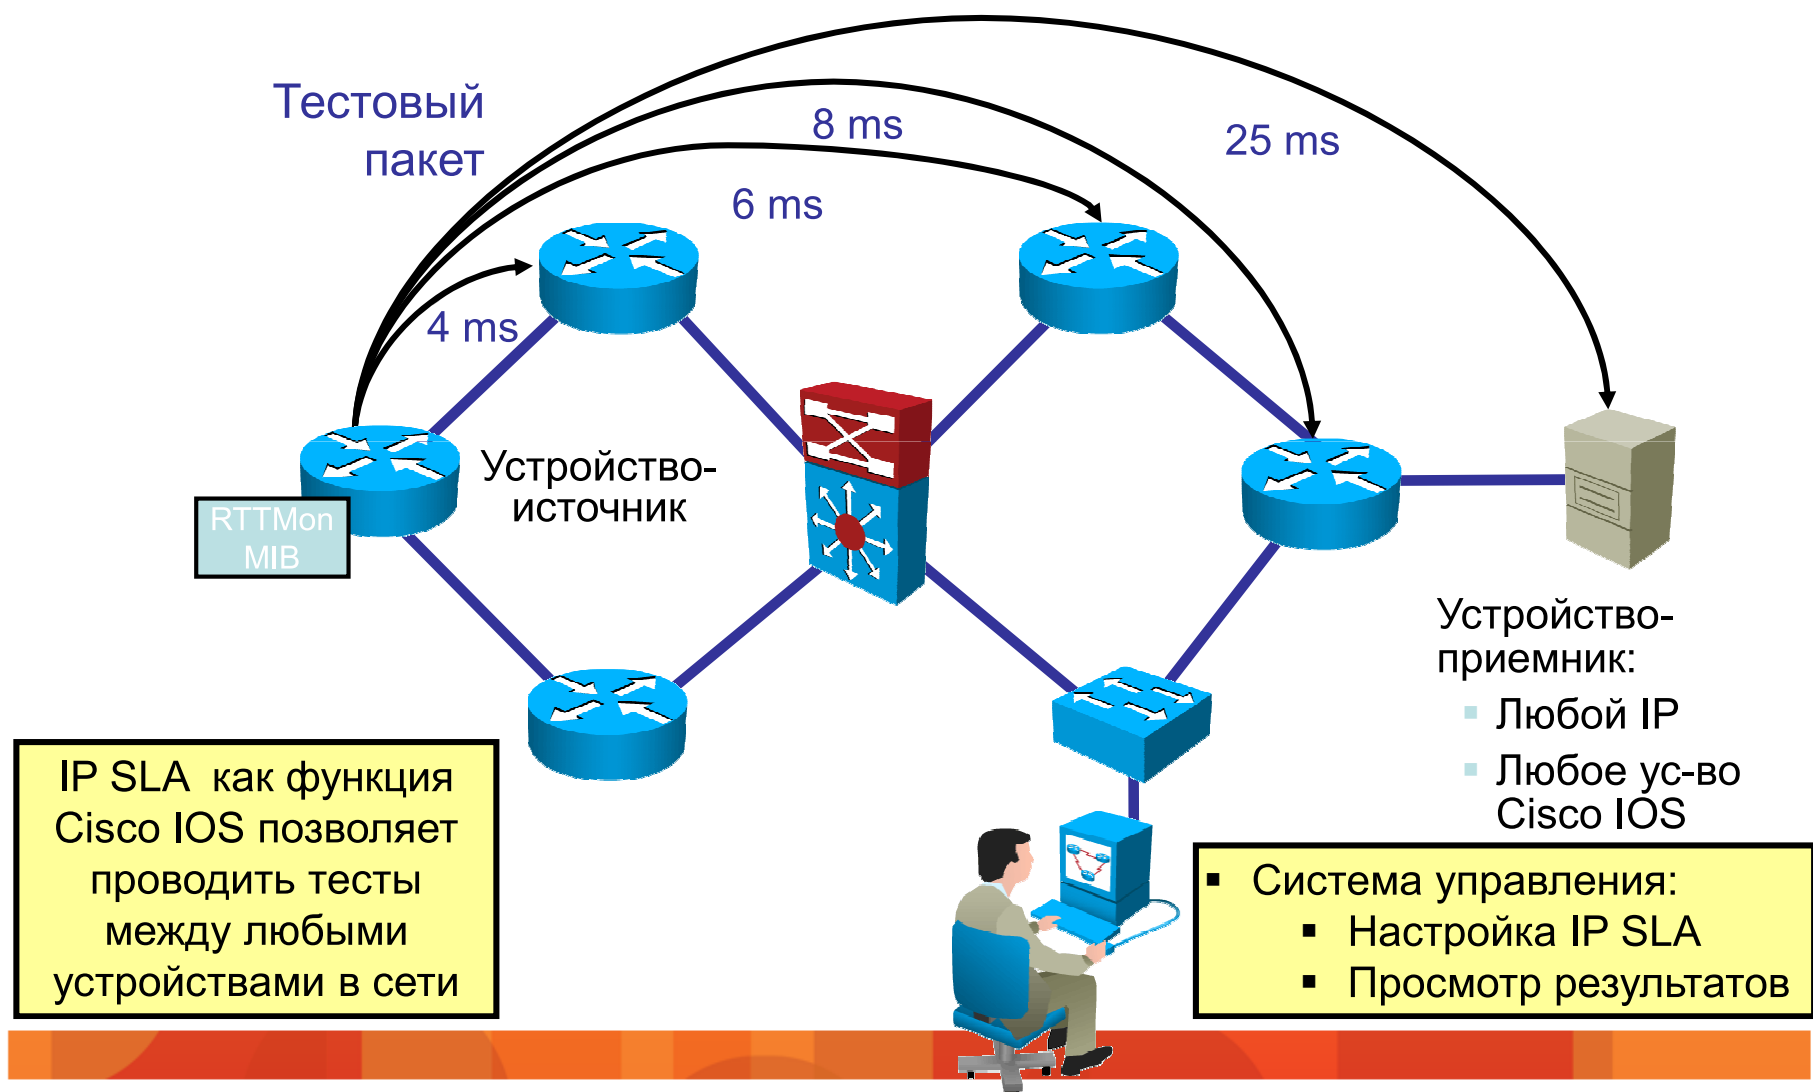 Тестовый
пакет
8 ms
25 ms
6 ms
4 ms
Устройство-
источник
RTTMon
MIB
Устройство-
приемник:
▪ Любой IP
▪ Любое ус-во
Cisco IOS
IP SLA как функция
Cisco IOS позволяет
проводить тесты
между любыми
устройствами в сети
▪ Система управления:
▪ Настройка IP SLA
▪ Просмотр результатов